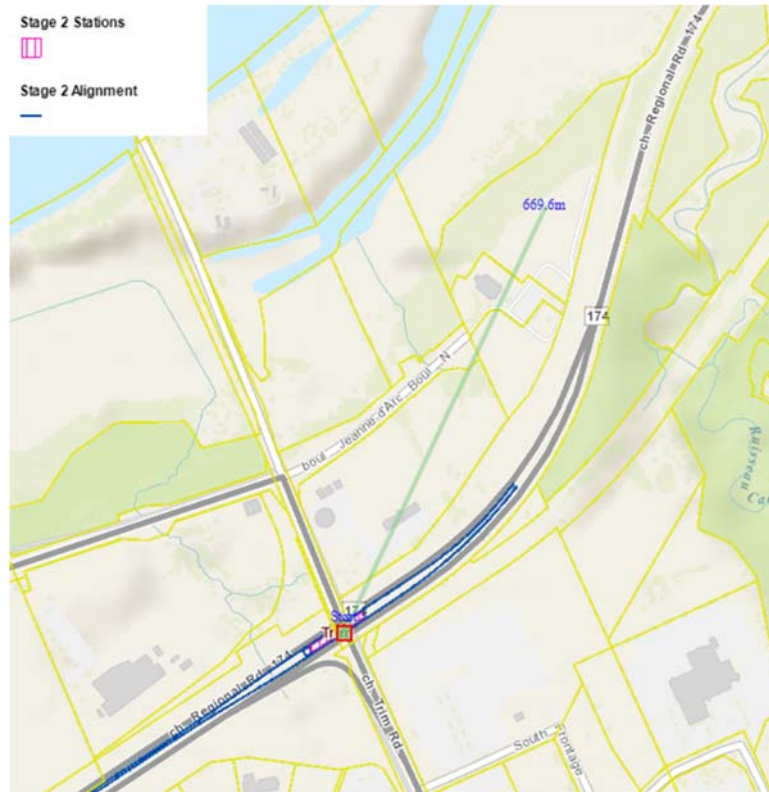 Stage 2 Stations
Stage 2 Alignment
ch. Regional Rd 174
669.6m
174
boul Jeanne-d'Arc Boul N
Ruisseau
ch. Regional Rd 174
ch. Trim Rd
South Frontage